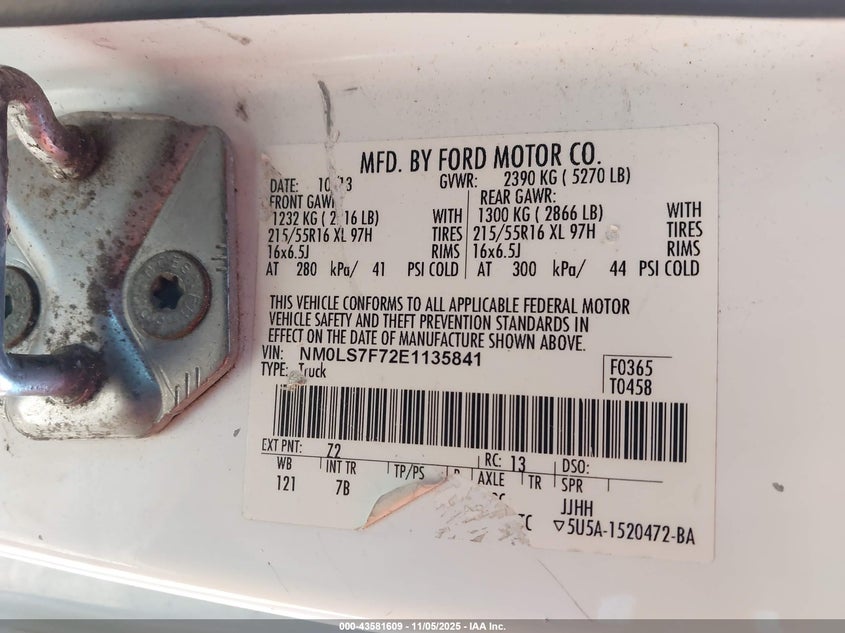 MFD. BY FORD MOTOR CO.
DATE: 10/13 GVWR: 2390 KG ( 5270 LB)
FRONT GAWR: REAR GAWR:
1232 KG ( 2716 LB) WITH 1300 KG ( 2866 LB) WITH
215/55R16 XL 97H TIRES 215/55R16 XL 97H TIRES
16x6.5J RIMS 16x6.5J RIMS
AT 280 kPa/ 41 PSI COLD AT 300 kPa/ 44 PSI COLD
THIS VEHICLE CONFORMS TO ALL APPLICABLE FEDERAL MOTOR
VEHICLE SAFETY AND THEFT PREVENTION STANDARDS IN
EFFECT ON THE DATE OF MANUFACTURE SHOWN ABOVE.
VIN: NM0LS7F72E1135841
TYPE: Truck
F0365
T0458
EXT PNT: Z2 RC: 13 DSO:
WB INT TR TP/PS AXLE TR SPR
121 7B JJHH
5U5A-1520472-BA
000-43581609 - 11/05/2025 - IAA Inc.